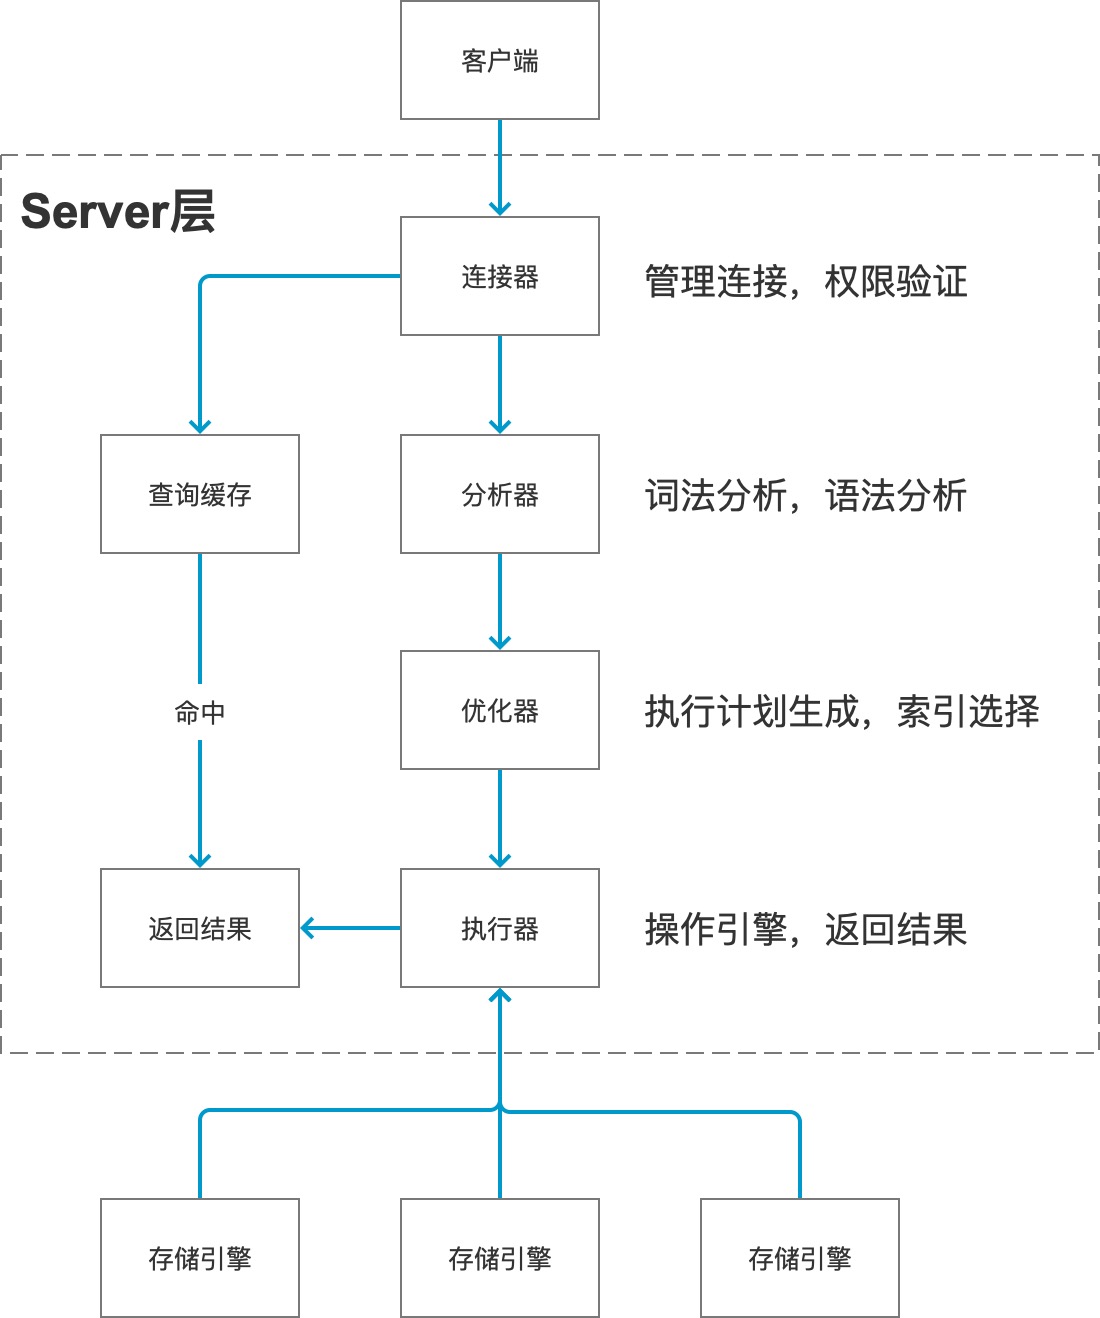 客户端
Server层
连接器
管理连接，权限验证
查询缓存
分析器
词法分析，语法分析
命中
优化器
执行计划生成，索引选择
返回结果
执行器
操作引擎，返回结果
存储引擎
存储引擎
存储引擎